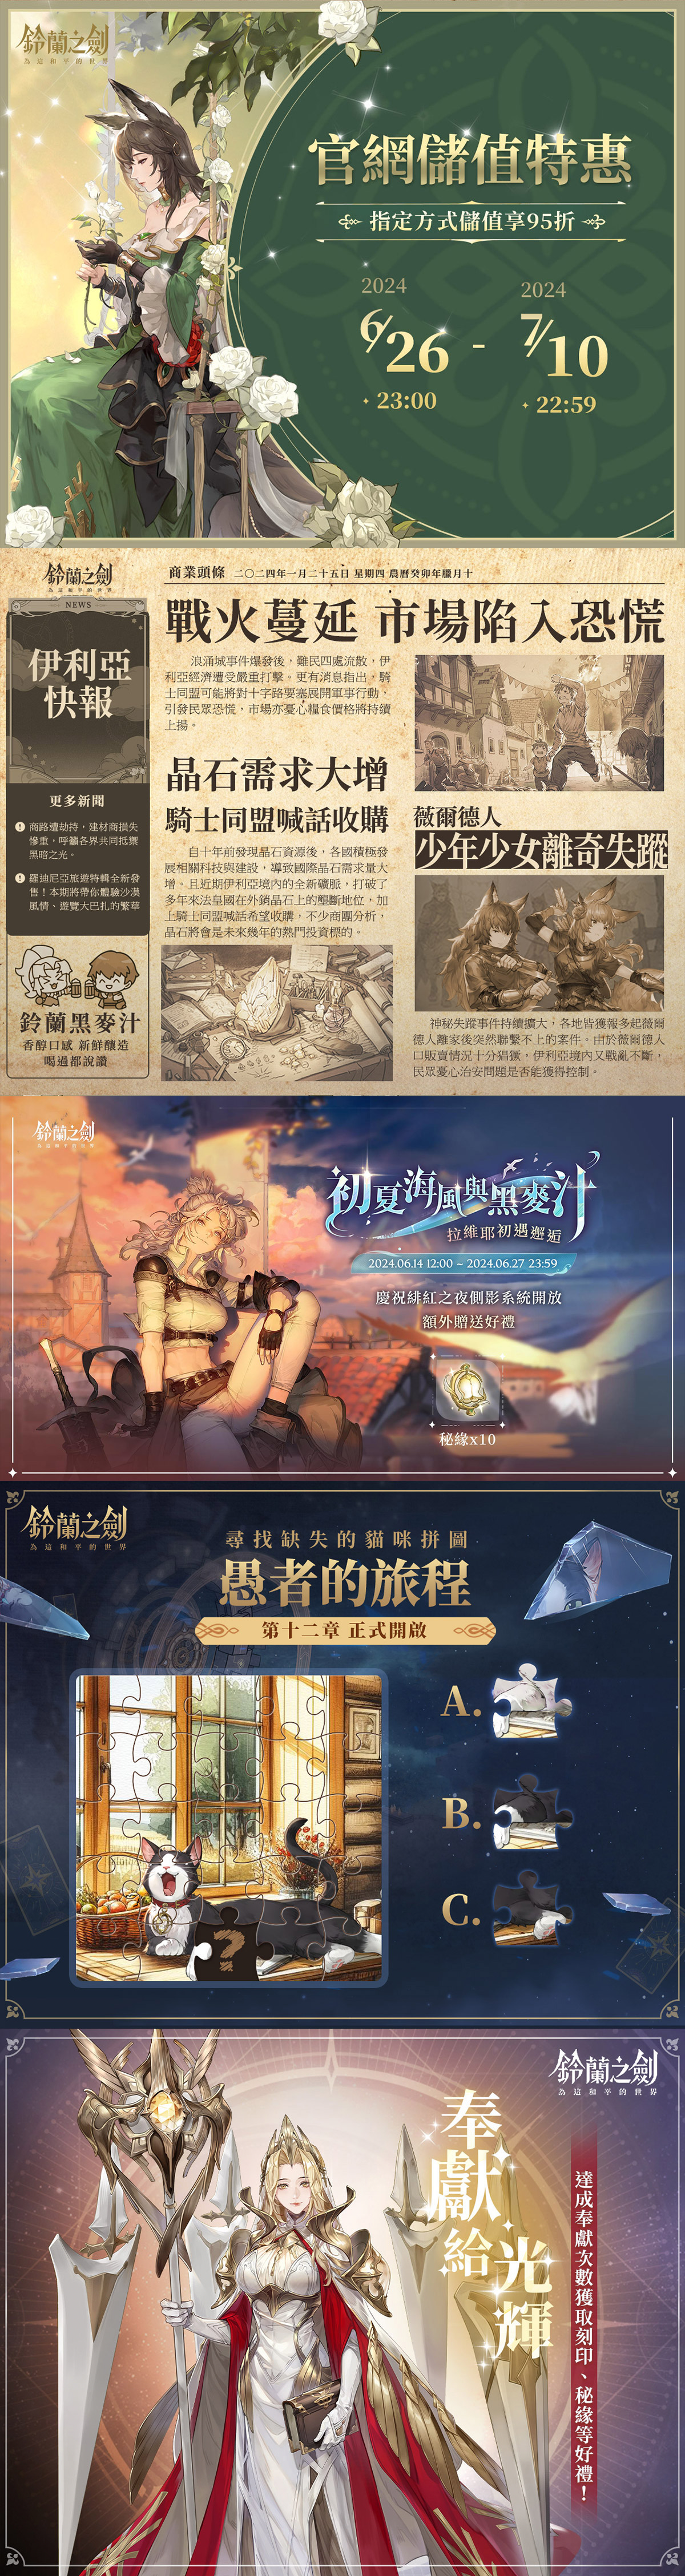 鈴蘭之劍
為這和平的世界
官網儲值特惠
指定方式儲值享95折
2024
6/26
23:00
-
2024
7/10
22:59
鈴蘭之劍
為這和平的世界
NEWS
伊利亞
快報
更多新聞
商路遭劫持，建材商損失
慘重，呼籲各界共同抵禦
黑暗之光。
羅迪尼亞旅遊特輯全新發
售！本期將帶你體驗沙漠
風情、遊覽大巴扎的繁華
鈴蘭黑麥汁
香醇口感 新鮮釀造
喝過都說讚
商業頭條 二〇二四年一月二十五日 星期四 農曆癸卯年臘月十
戰火蔓延 市場陷入恐慌
浪涌城事件爆發後，難民四處流散，伊
利亞經濟遭受嚴重打擊。更有消息指出，騎
士同盟可能將對十字路要塞展開軍事行動，
引發民眾恐慌，市場亦憂心糧食價格將持續
上揚。
晶石需求大增
騎士同盟喊話收購
自十年前發現晶石資源後，各國積極發
展相關科技與建設，導致國際晶石需求量大
增。且近期伊利亞境內的全新礦脈，打破了
多年來法皇國在外銷晶石上的壟斷地位，加
上騎士同盟喊話希望收購，不少商團分析，
晶石將會是未來幾年的熱門投資標的。
薇爾德人
少年少女離奇失蹤
神秘失蹤事件持續擴大，各地皆獲報多起薇爾
德人離家後突然聯繫不上的案件。由於薇爾德人
口販賣情況十分猖獗，伊利亞境內又戰亂不斷，
民眾憂心治安問題是否能獲得控制。
鈴蘭之劍
為這和平的世界
初夏海風與黑麥汁
拉維耶初遇邂逅
2024.06.14 12:00 ~ 2024.06.27 23:59
慶祝緋紅之夜側影系統開放
額外贈送好禮
秘緣x10
鈴蘭之劍
為這和平的世界
尋找缺失的貓咪拼圖
愚者的旅程
第十二章 正式開啟
A.
B.
C.
?
鈴蘭之劍
為這和平的世界
奉獻給
光輝
達成奉獻次數獲取刻印、秘緣等好禮！